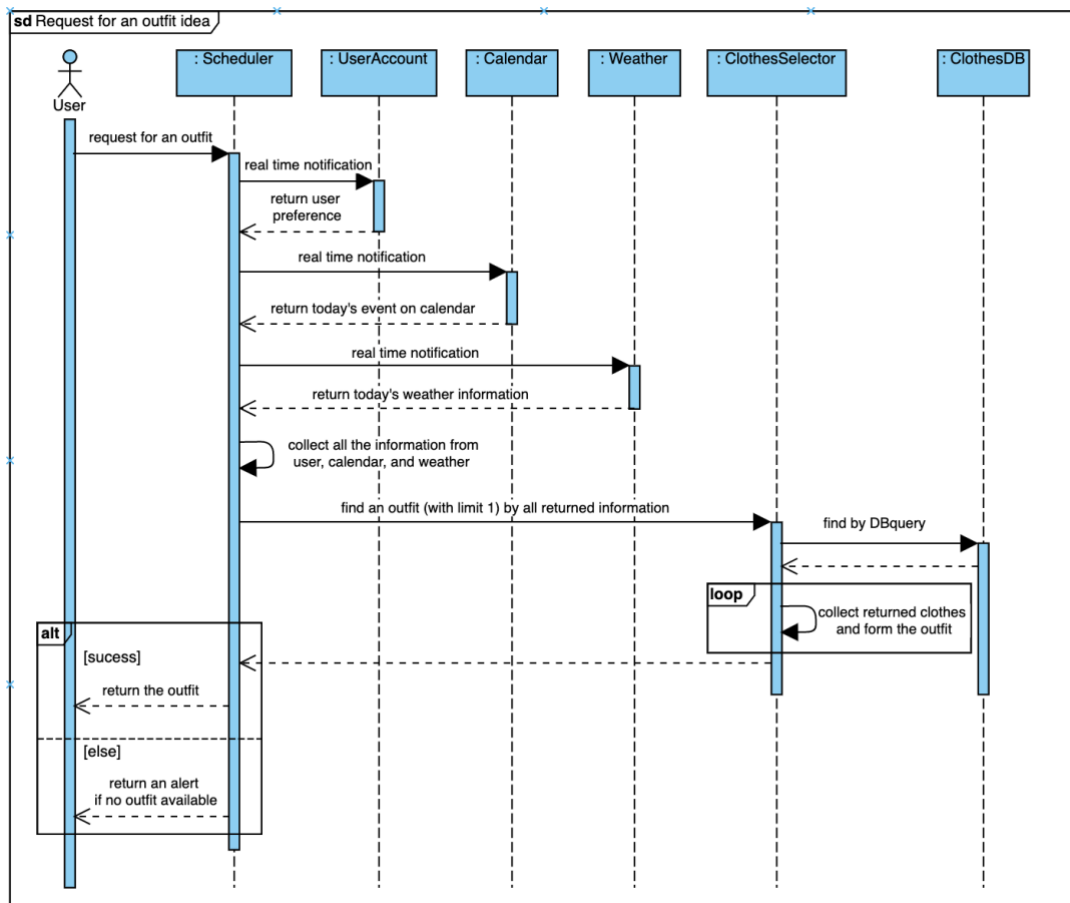 sd Request for an outfit idea
: Scheduler
: UserAccount
: Calendar
: Weather
: ClothesSelector
: ClothesDB
User
request for an outfit
real time notification
return user
preference
real time notification
return today's event on calendar
real time notification
return today's weather information
collect all the information from
user, calendar, and weather
find an outfit (with limit 1) by all returned information
find by DBquery
loop
collect returned clothes
and form the outfit
alt
[sucess]
return the outfit
[else]
return an alert
if no outfit available